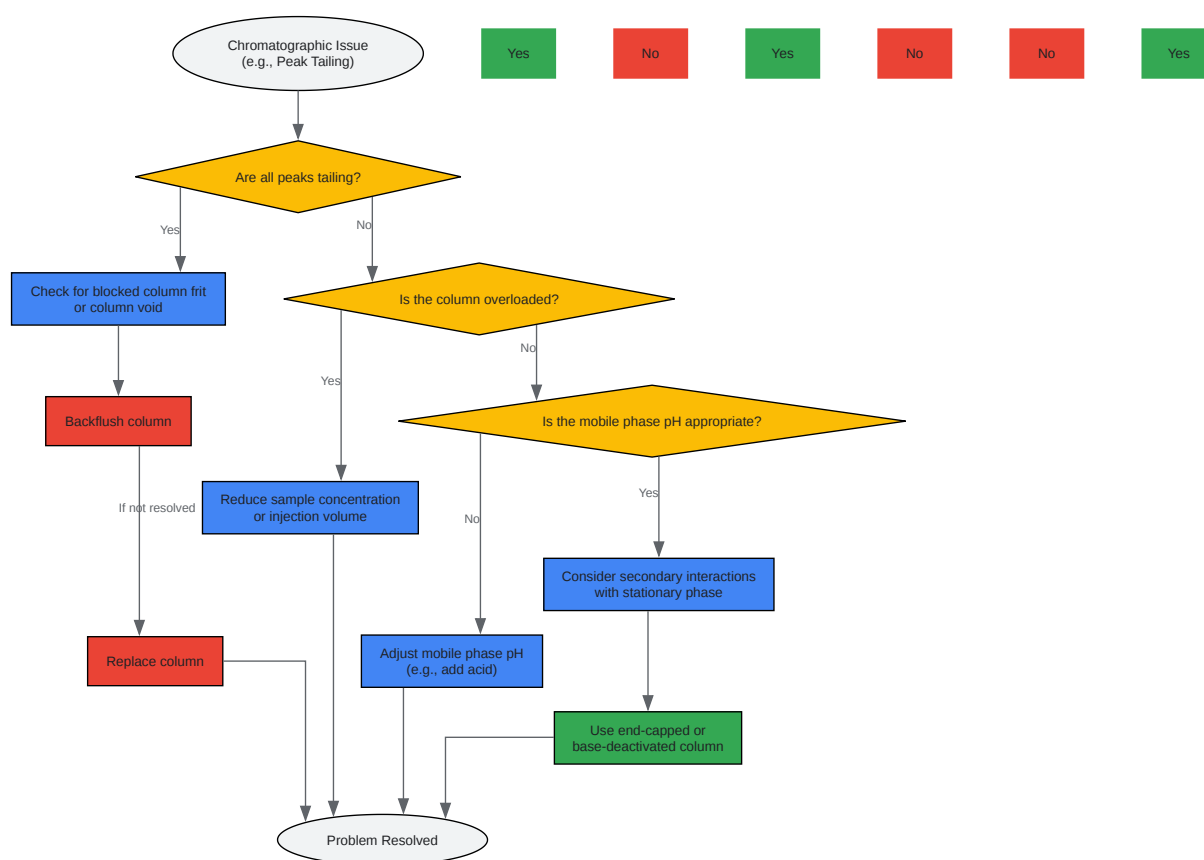 Chromatographic Issue
(e.g., Peak Tailing)
Yes
No
Yes
No
No
Yes
Are all peaks tailing?
Yes
No
Check for blocked column frit
or column void
Is the column overloaded?
Yes
No
Backflush column
Is the mobile phase pH appropriate?
If not resolved
Reduce sample concentration
or injection volume
No
Yes
Consider secondary interactions
with stationary phase
Replace column
Adjust mobile phase pH
(e.g., add acid)
Use end-capped or
base-deactivated column
Problem Resolved